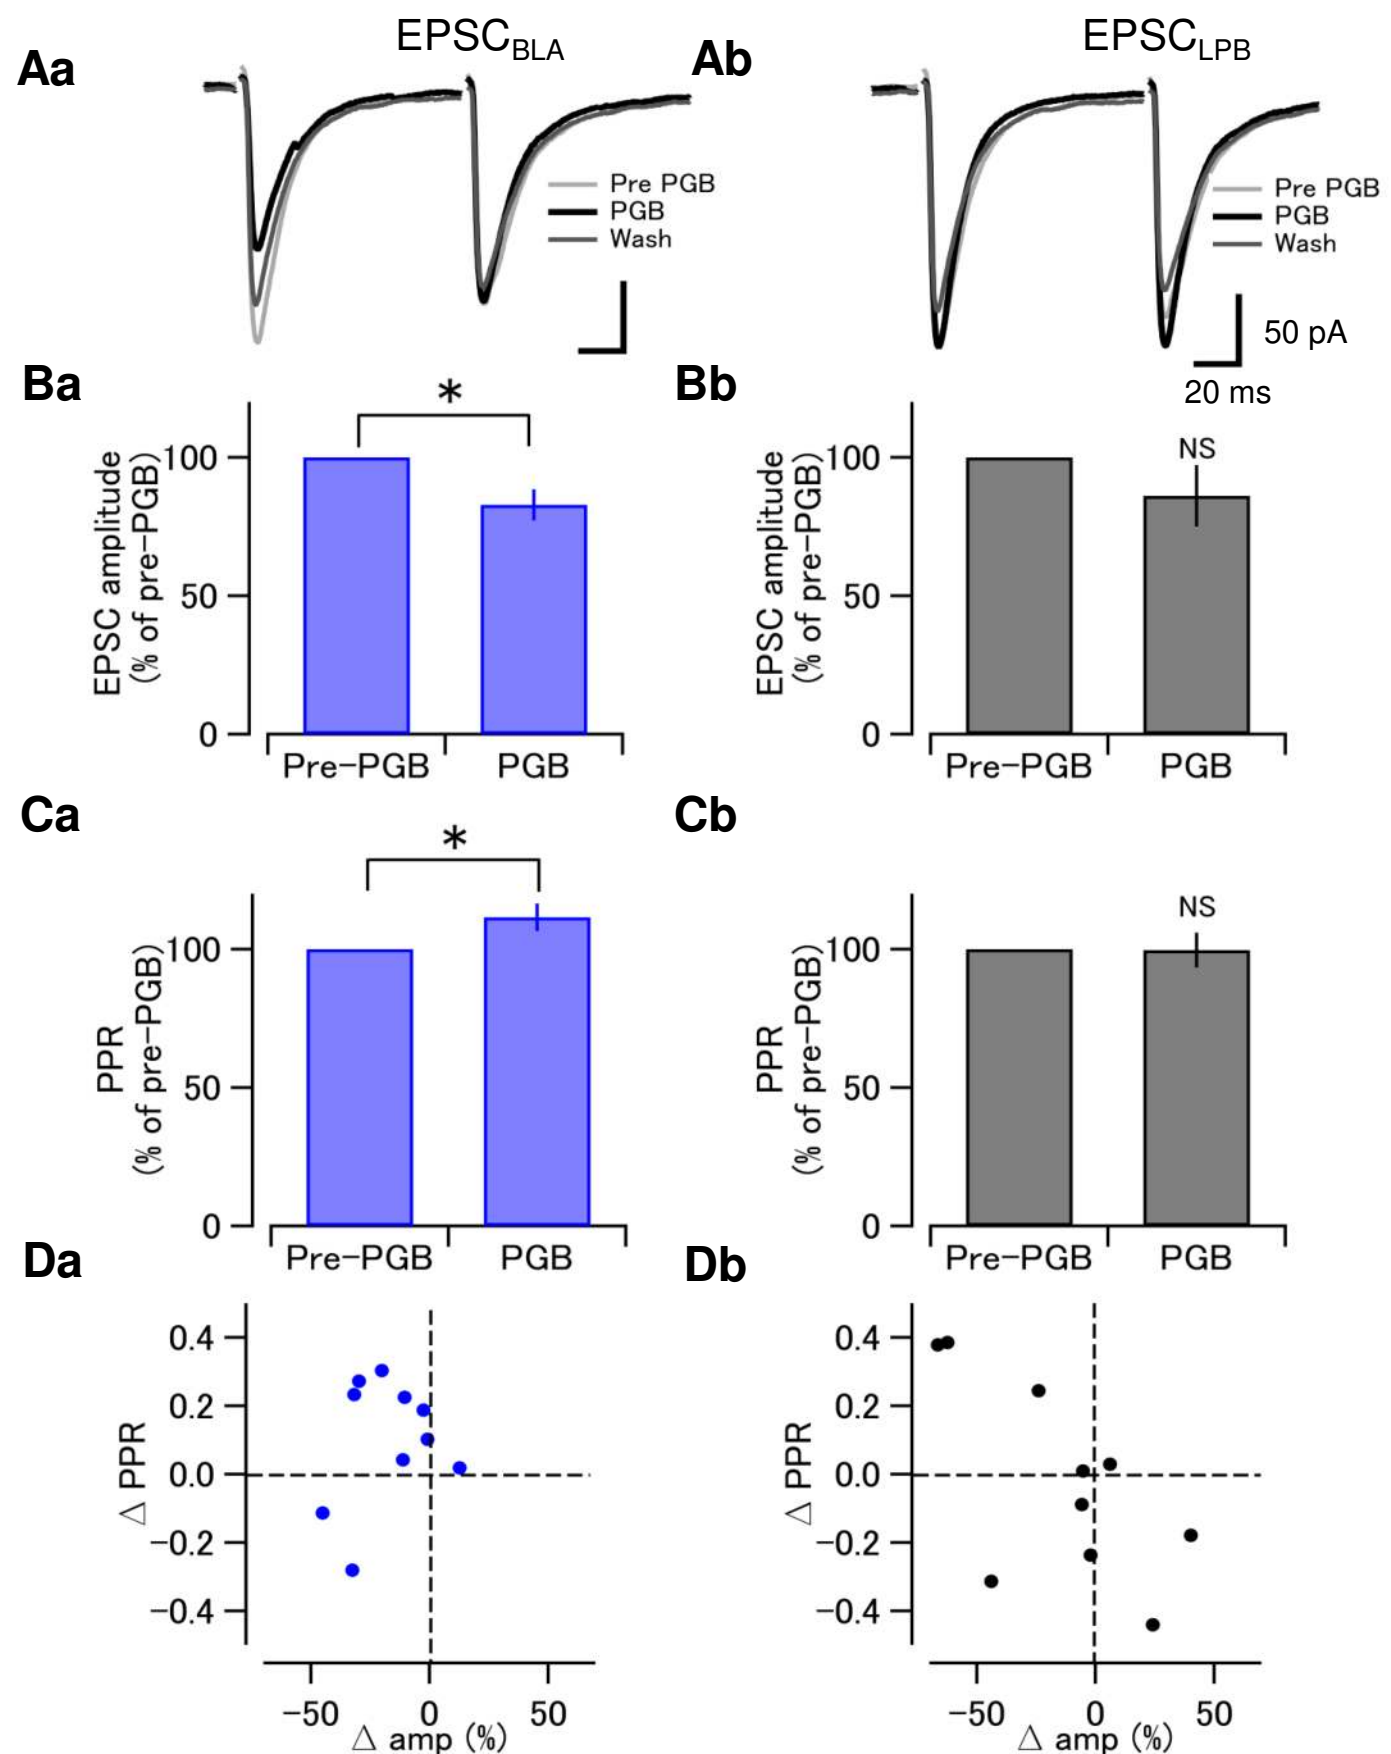 Aa
EPSC_BLA
Pre PGB
PGB
Wash
Ab
EPSC_LPB
Pre PGB
PGB
Wash
50 pA
20 ms
Ba
*
EPSC amplitude
(% of pre-PGB)
100
50
0
Pre-PGB
PGB
Bb
NS
EPSC amplitude
(% of pre-PGB)
100
50
0
Pre-PGB
PGB
Ca
*
PPR
(% of pre-PGB)
100
50
0
Pre-PGB
PGB
Cb
NS
PPR
(% of pre-PGB)
100
50
0
Pre-PGB
PGB
Da
△ PPR
0.4
0.2
0.0
-0.2
-0.4
-50
0
50
△ amp (%)
Db
△ PPR
0.4
0.2
0.0
-0.2
-0.4
-50
0
50
△ amp (%)